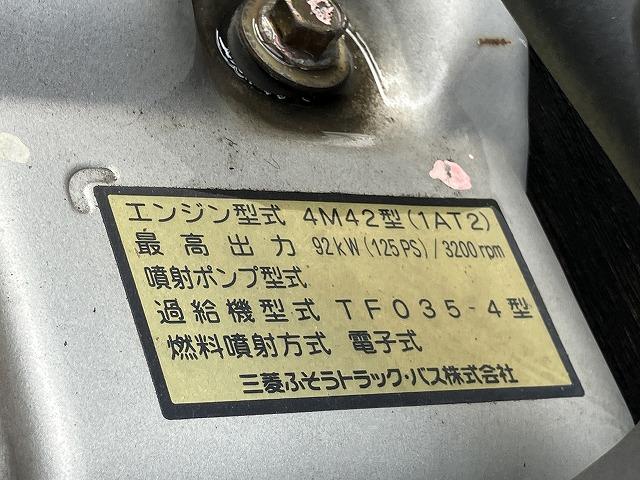 エンジン型式 4M42型(1AT2)
最高出力 92kW(125PS)/3200rpm
噴射ポンプ型式
過給機型式 TF035-4型
燃料噴射方式 電子式
三菱ふそうトラック・バス株式会社